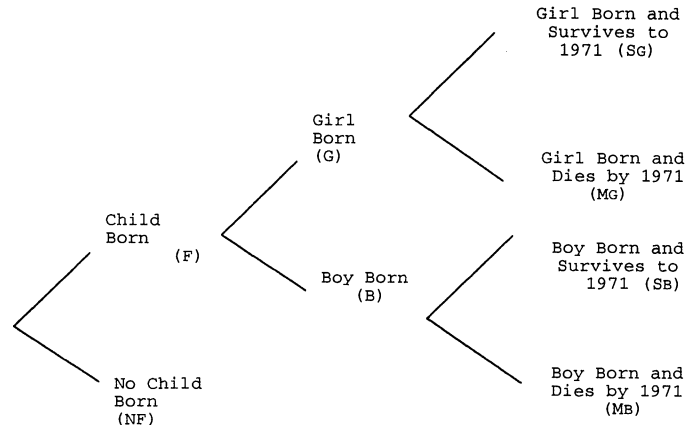 Girl Born and
Survives to
1971 (SG)
Girl
Born
(G)
Girl Born and
Dies by 1971
(MG)
Child
Born
(F)
Boy Born
(B)
Boy Born and
Survives to
1971 (SB)
No Child
Born
(NF)
Boy Born and
Dies by 1971
(MB)